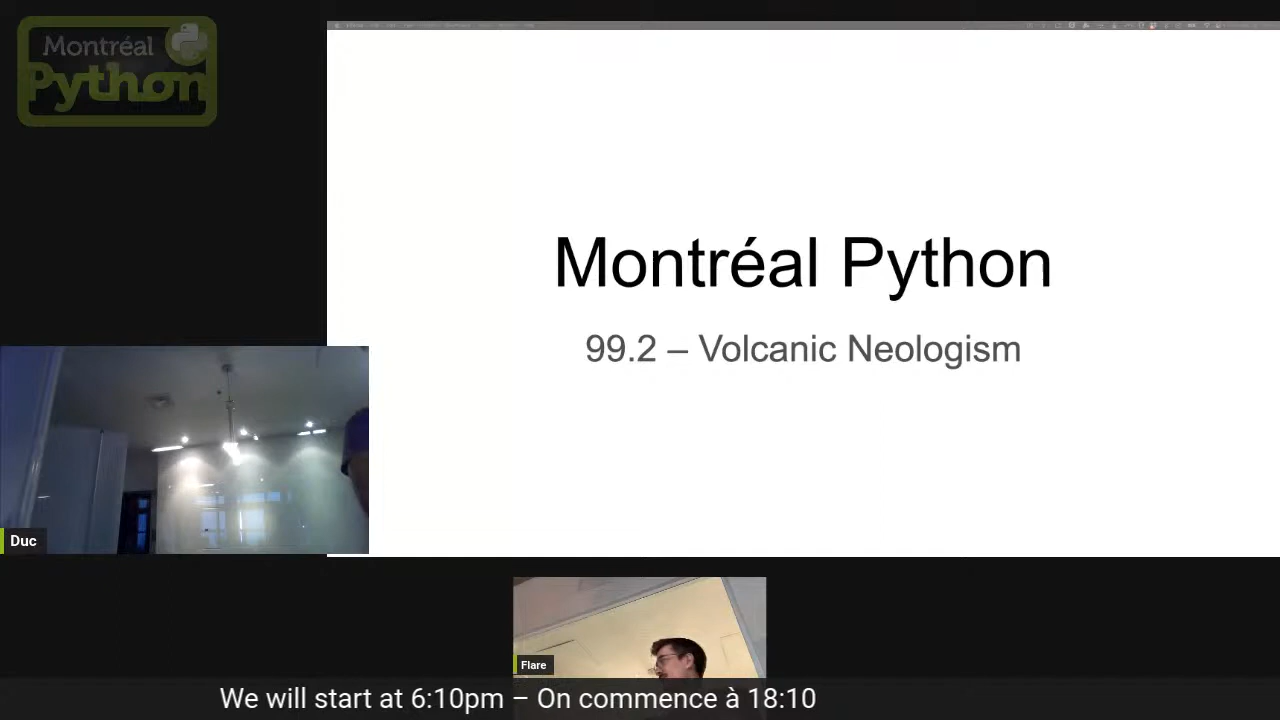 Montréal
Python
Montréal Python
99.2 – Volcanic Neologism
Duc
Flare
We will start at 6:10pm – On commence à 18:10